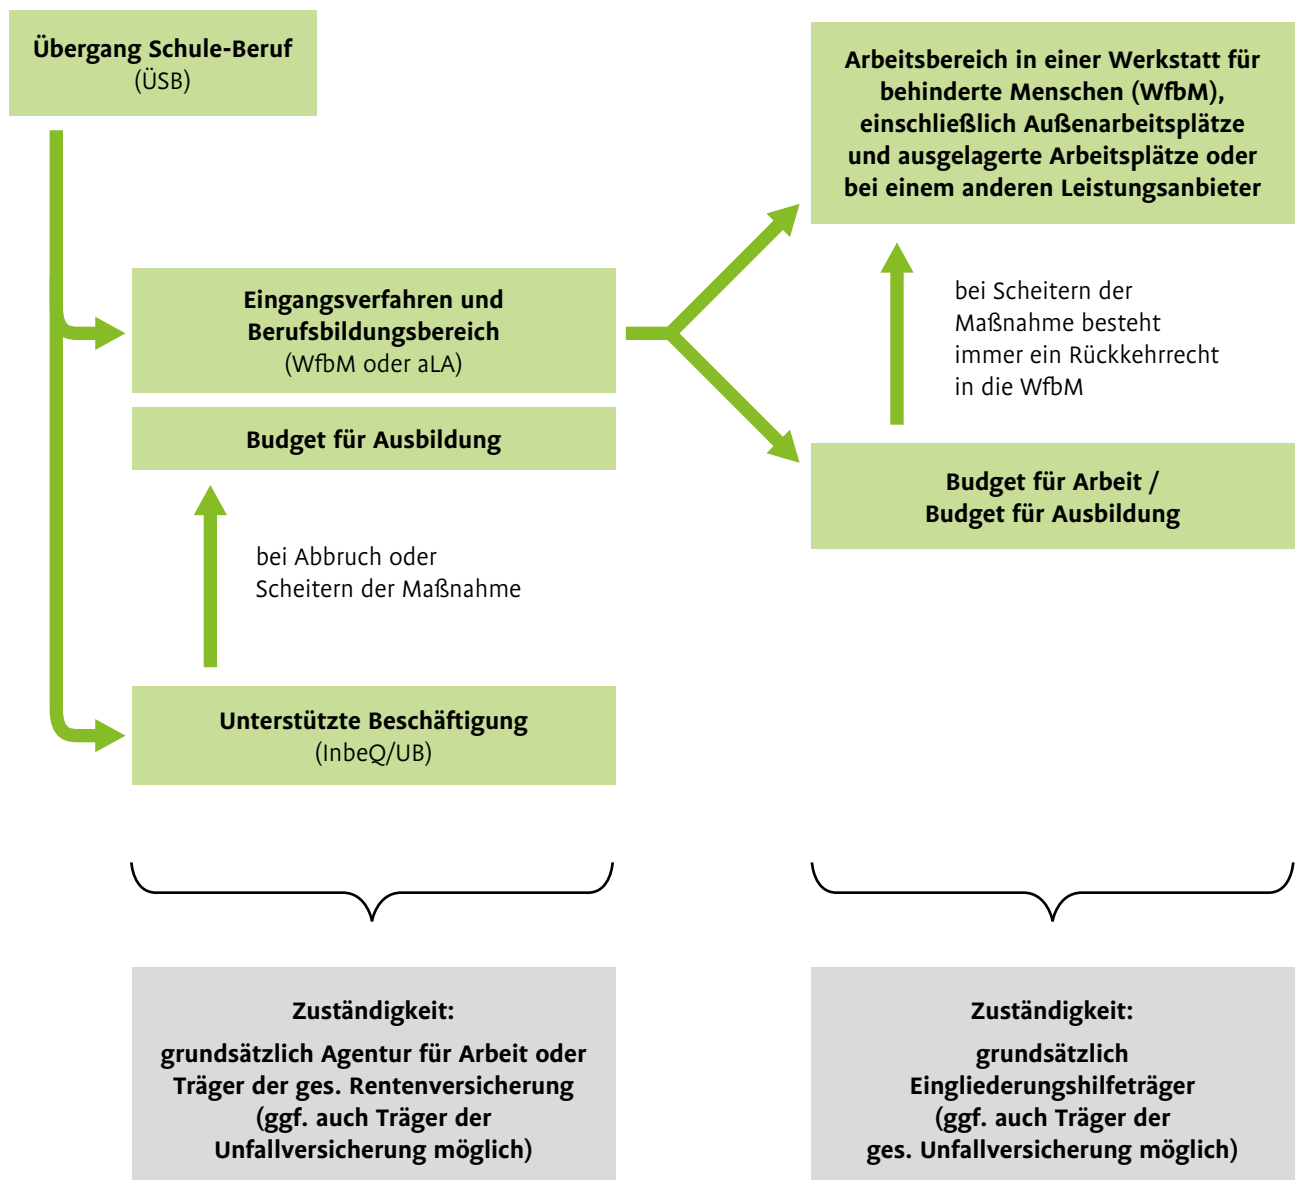 Übergang Schule-Beruf
(ÜSB)
Arbeitsbereich in einer Werkstatt für
behinderte Menschen (WfbM),
einschließlich Außenarbeitsplätze
und ausgelagerte Arbeitsplätze oder
bei einem anderen Leistungsanbieter
Eingangsverfahren und
Berufsbildungsbereich
(WfbM oder aLA)
bei Scheitern der
Maßnahme besteht
immer ein Rückkehrrecht
in die WfbM
Budget für Ausbildung
Budget für Arbeit /
Budget für Ausbildung
bei Abbruch oder
Scheitern der Maßnahme
Unterstützte Beschäftigung
(InbeQ/UB)
Zuständigkeit:
grundsätzlich Agentur für Arbeit oder
Träger der ges. Rentenversicherung
(ggf. auch Träger der
Unfallversicherung möglich)
Zuständigkeit:
grundsätzlich
Eingliederungshilfeträger
(ggf. auch Träger der
ges. Unfallversicherung möglich)